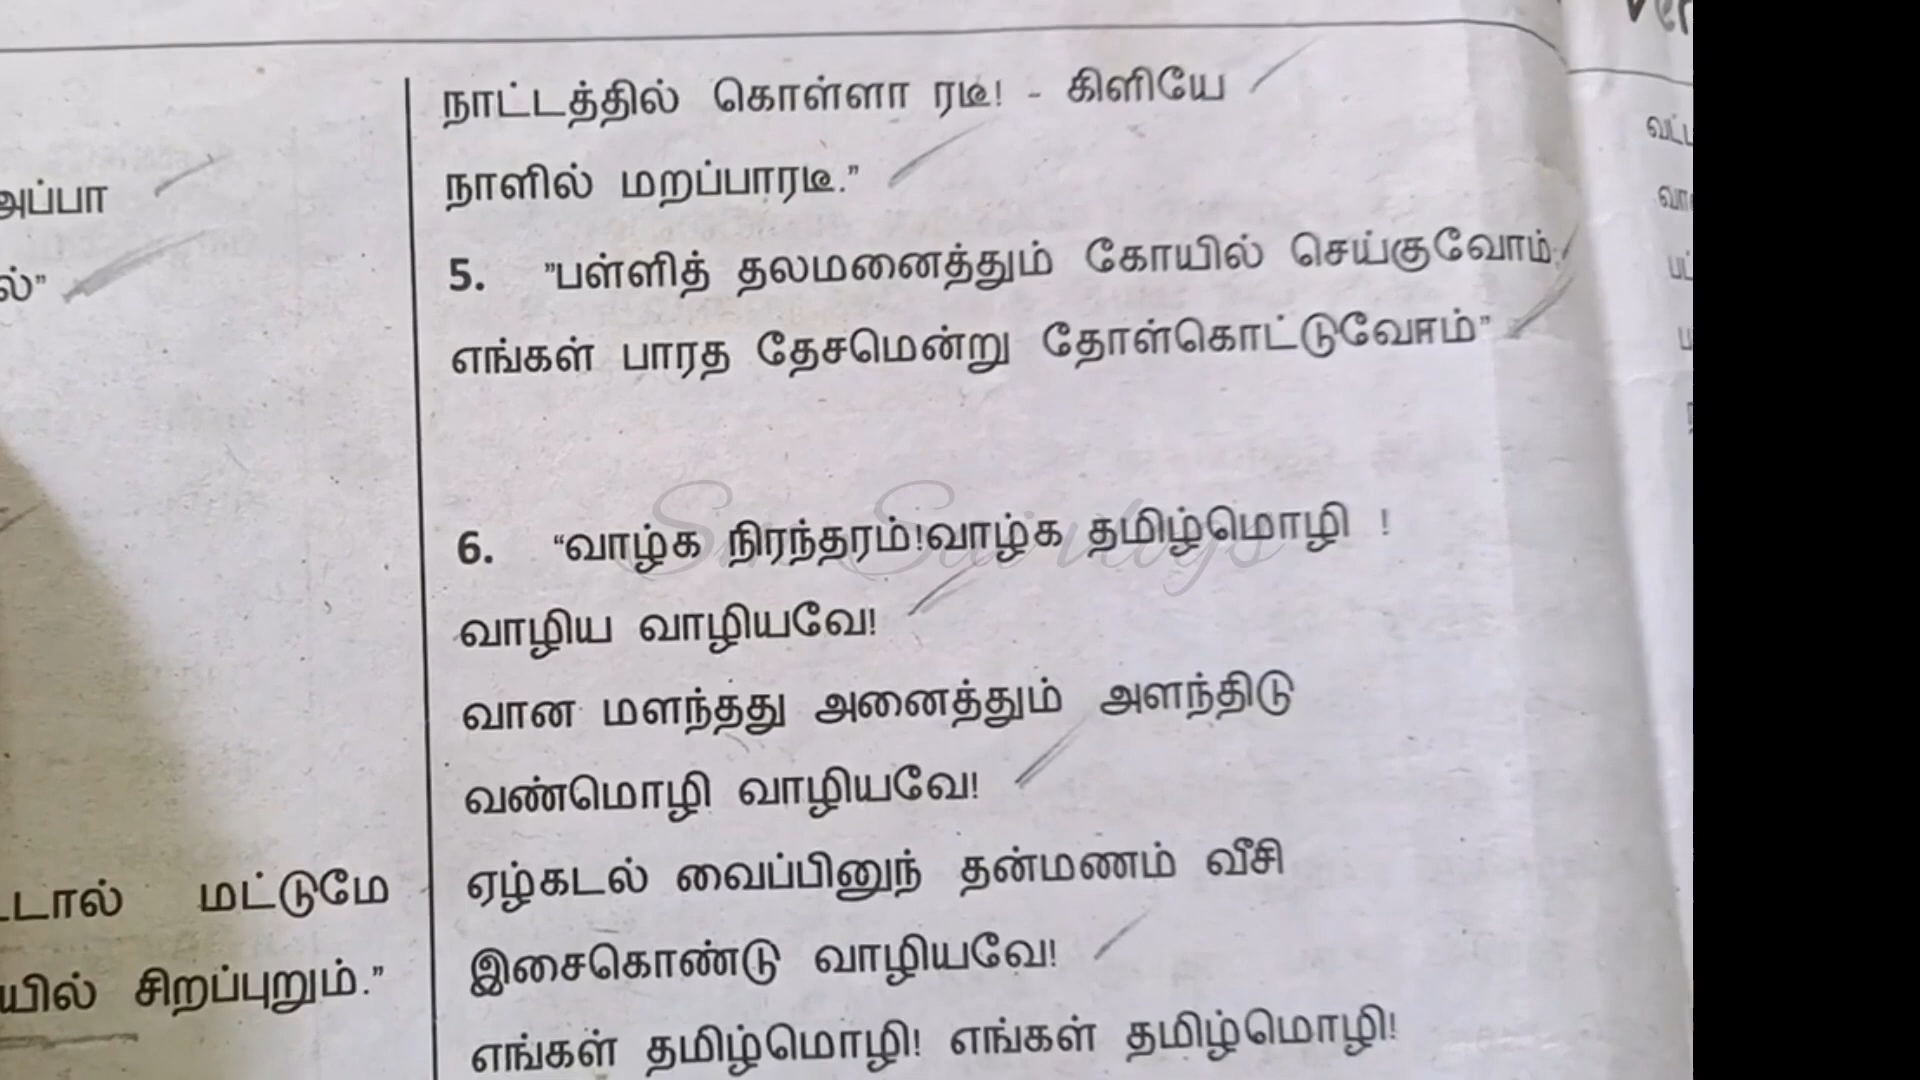 அப்பா
ல்”
ட்டால் மட்டுமே
யில் சிறப்புறும்.”
நாட்டத்தில் கொள்ளா ரடீ! - கிளியே
நாளில் மறப்பாரடீ.”
5. ”பள்ளித் தலமனைத்தும் கோயில் செய்குவோம்
எங்கள் பாரத தேசமென்று தோள்கொட்டுவோம்”
6. “வாழ்க நிரந்தரம்!வாழ்க தமிழ்மொழி !
வாழிய வாழியவே!
வான மளந்தது அனைத்தும் அளந்திடு
வண்மொழி வாழியவே!
ஏழ்கடல் வைப்பினுந் தன்மணம் வீசி
இசைகொண்டு வாழியவே!
எங்கள் தமிழ்மொழி! எங்கள் தமிழ்மொழி!